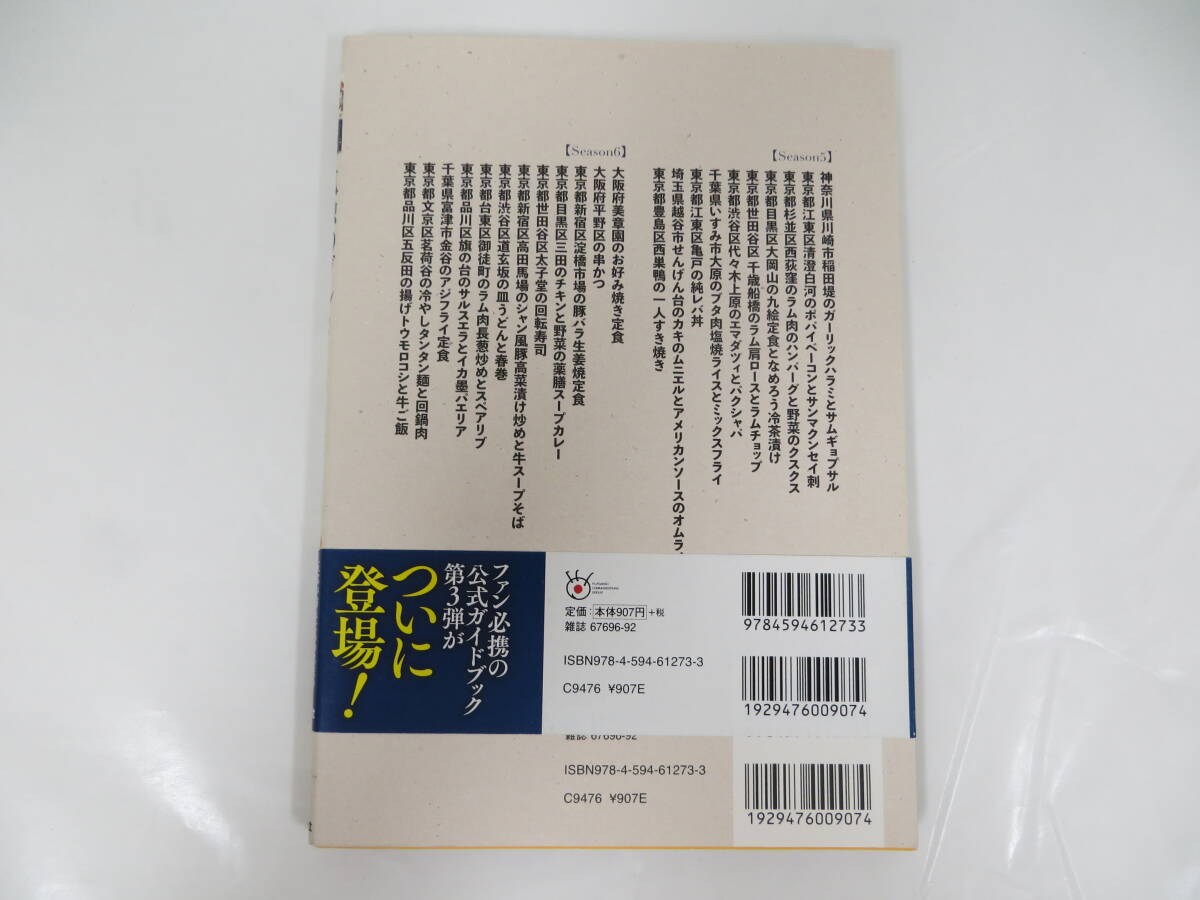 【Season5】
神奈川県川崎市稲田堤のガーリックハラミとサムギョプサル
東京都江東区清澄白河のポパイベーコンとサンマクンセイ刺
東京都杉並区西荻窪のラム肉のハンバーグと野菜のクスクス
東京都目黒区大岡山の九絵定食となめろう冷茶漬け
東京都世田谷区千歳船橋のラム肩ロースとラムチョップ
東京都渋谷区代々木上原のエマダツィとパクシャパ
千葉県いすみ市大原のブタ肉塩焼ライスとミックスフライ
東京都江東区亀戸の純レバ丼
埼玉県越谷市せんげん台のカキのムニエルとアメリカンソースのオムラ
東京都豊島区西巣鴨の一人すき焼き
【Season6】
大阪府美章園のお好み焼き定食
大阪府平野区の串かつ
東京都新宿区淀橋市場の豚バラ生姜焼定食
東京都目黒区三田のチキンと野菜の薬膳スープカレー
東京都世田谷区太子堂の回転寿司
東京都新宿区高田馬場のシャン風豚高菜漬け炒めと牛スープそば
東京都渋谷区道玄坂の皿うどんと春巻
東京都台東区御徒町のラム肉長葱炒めとスペアリブ
東京都品川区旗の台のサルスエラとイカ墨パエリア
千葉県富津市金谷のアジフライ定食
東京都文京区茗荷谷の冷やしタンタン麺と回鍋肉
東京都品川区五反田の揚げトウモロコシと牛ご飯
ファン必携の
公式ガイドブック
第3弾が
ついに
登場！
定価：本体907円+税
雑誌 67696-92
ISBN978-4-594-61273-3
C9476 ¥907E
9784594612733
1929476009074
雑誌 67696-92
ISBN978-4-594-61273-3
C9476 ¥907E
1929476009074